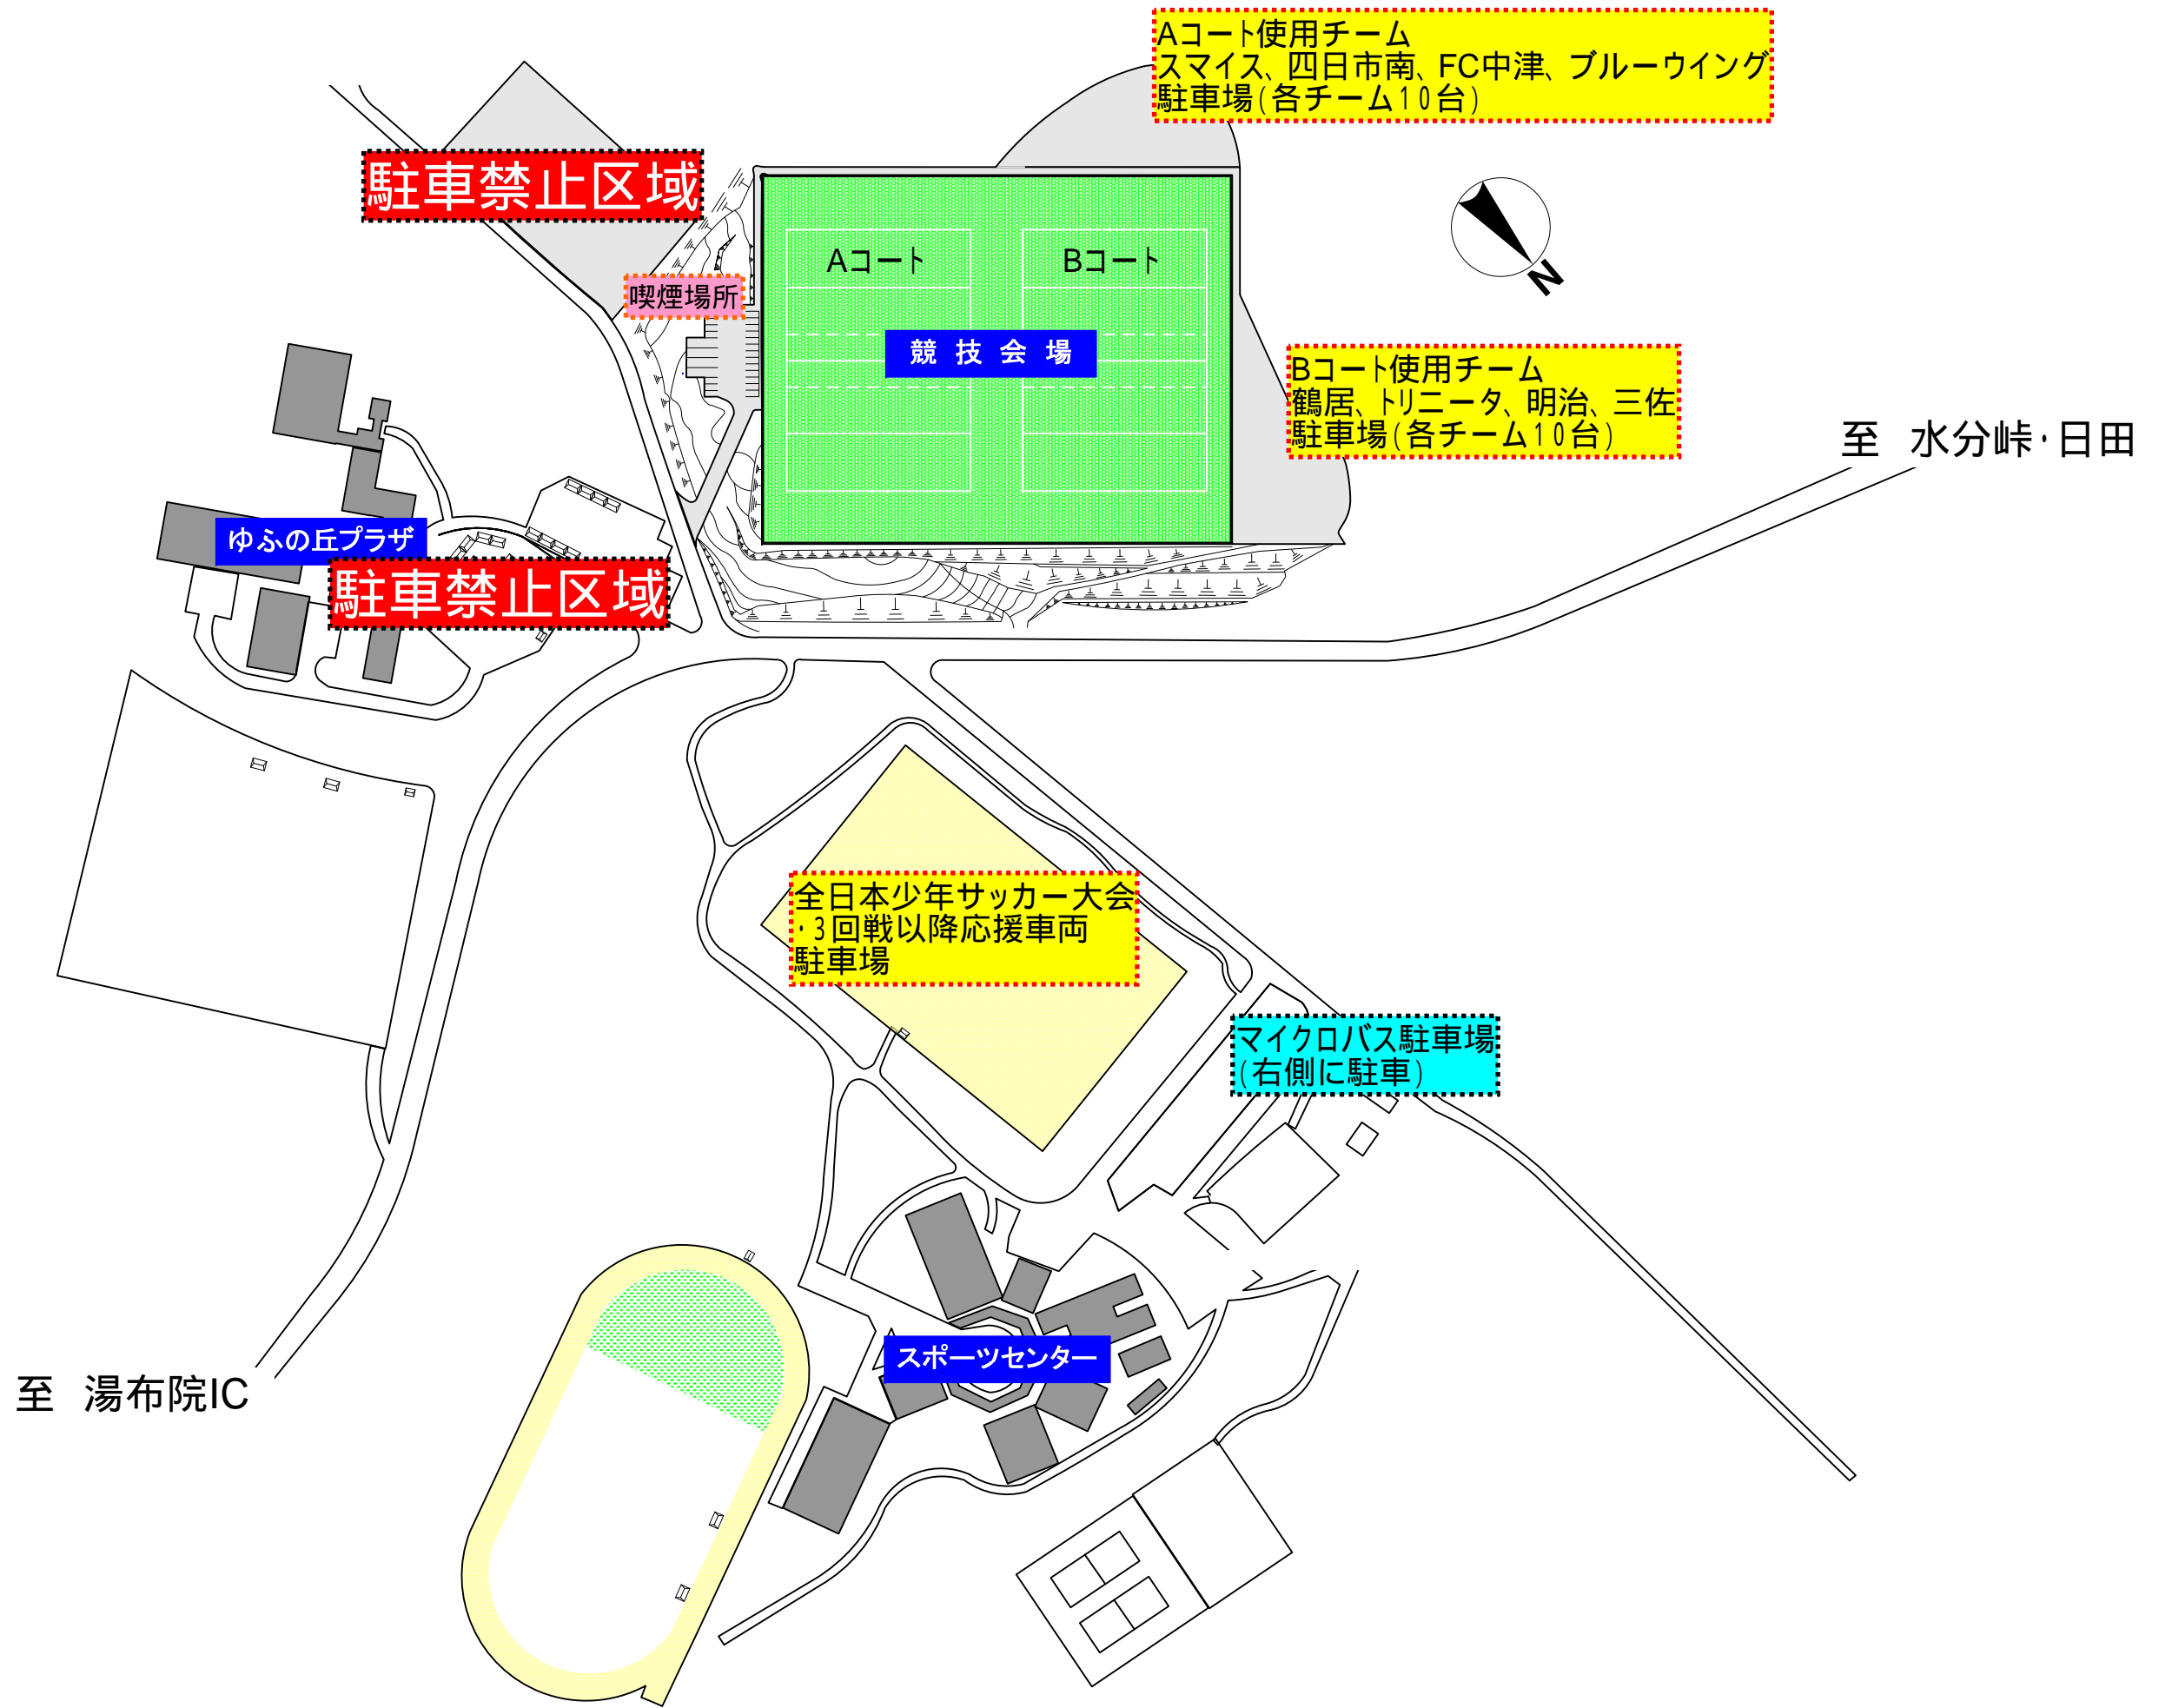 Aコート使用チーム
スマイス、四日市南、FC中津、ブルーウイング
駐車場(各チーム10台)
駐車禁止区域
Aコート
Bコート
喫煙場所
N
競技会場
Bコート使用チーム
鶴居、トリニータ、明治、三佐
駐車場(各チーム10台)
至 水分峠・日田
ゆふの丘プラザ
駐車禁止区域
全日本少年サッカー大会
・3回戦以降応援車両
駐車場
マイクロバス駐車場
(右側に駐車)
スポーツセンター
至 湯布院IC